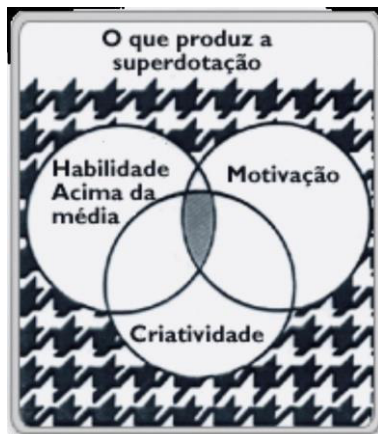 O que produz a
superdotação
Habilidade
Acima da
média
Motivação
Criatividade